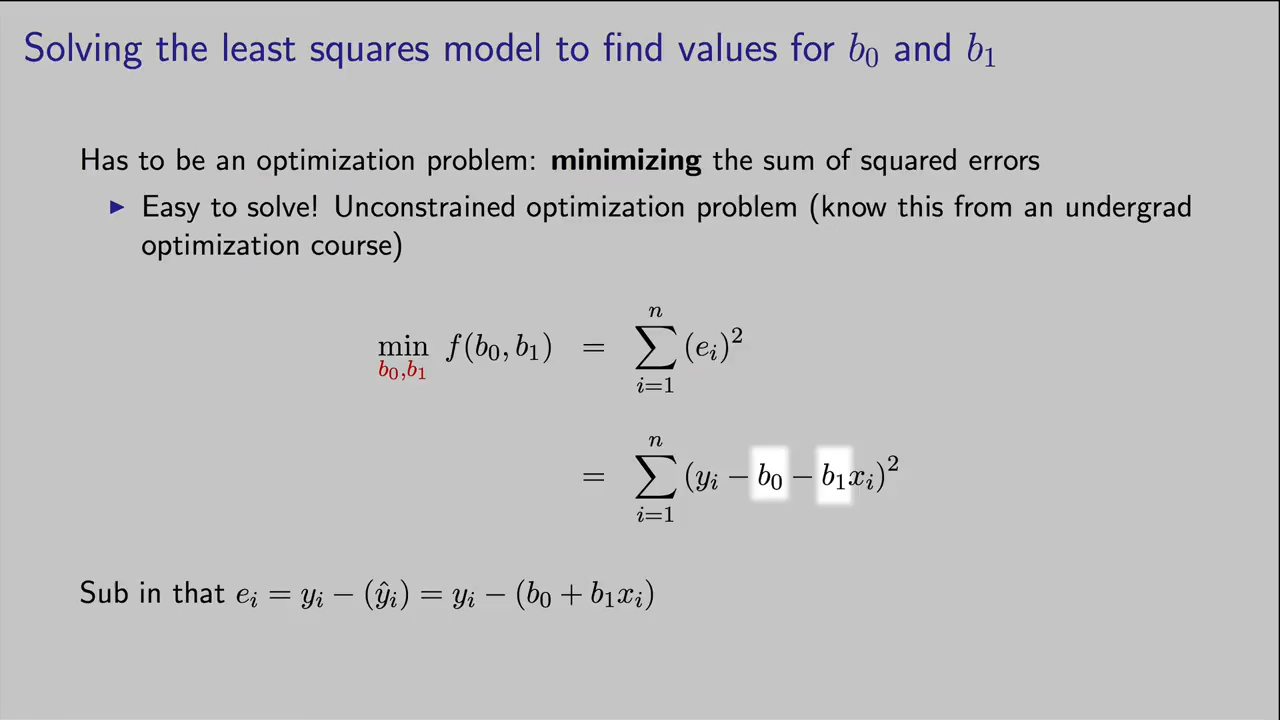 Solving the least squares model to find values for b₀ and b₁
Has to be an optimization problem: minimizing the sum of squared errors
▶ Easy to solve! Unconstrained optimization problem (know this from an undergrad
optimization course)
min_{b₀,b₁} f(b₀, b₁) = ∑_{i=1}^{n} (eᵢ)²
= ∑_{i=1}^{n} (yᵢ − b₀ − b₁xᵢ)²
Sub in that eᵢ = yᵢ − (ŷᵢ) = yᵢ − (b₀ + b₁xᵢ)